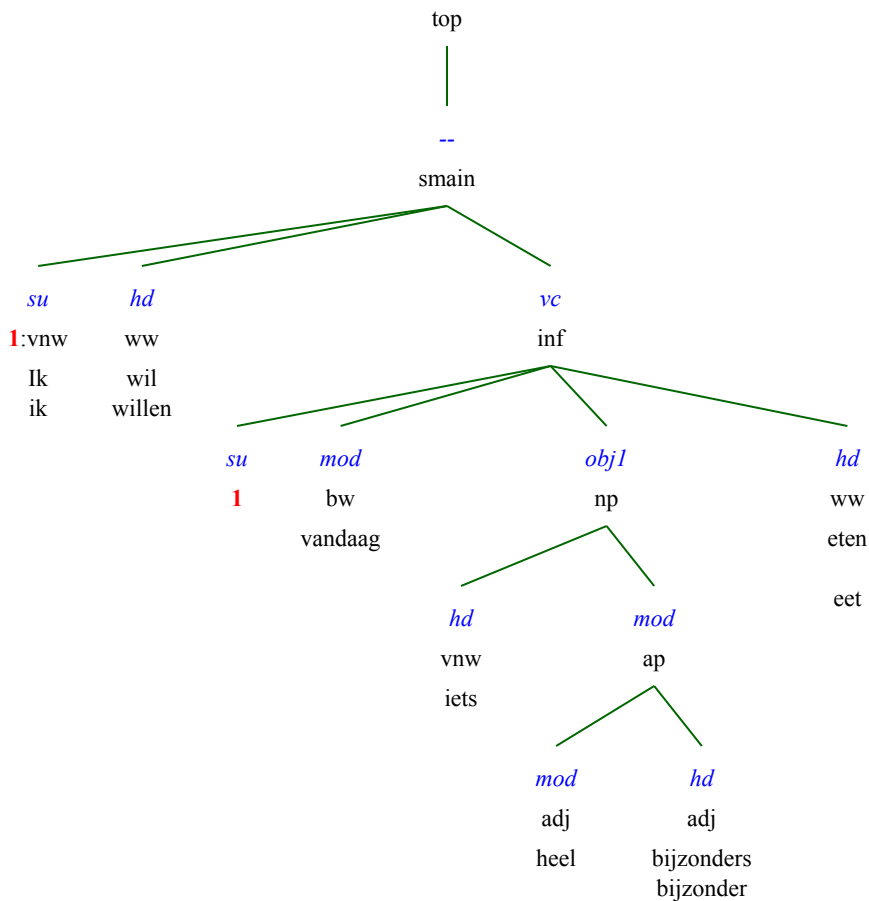 top
--
smain
su hd vc
1:vnw ww inf
Ik wil
ik willen
su mod obj1 hd
1 bw np ww
vandaag eten
eet
hd mod
vnw ap
iets
mod hd
adj adj
heel bijzonders
bijzonder